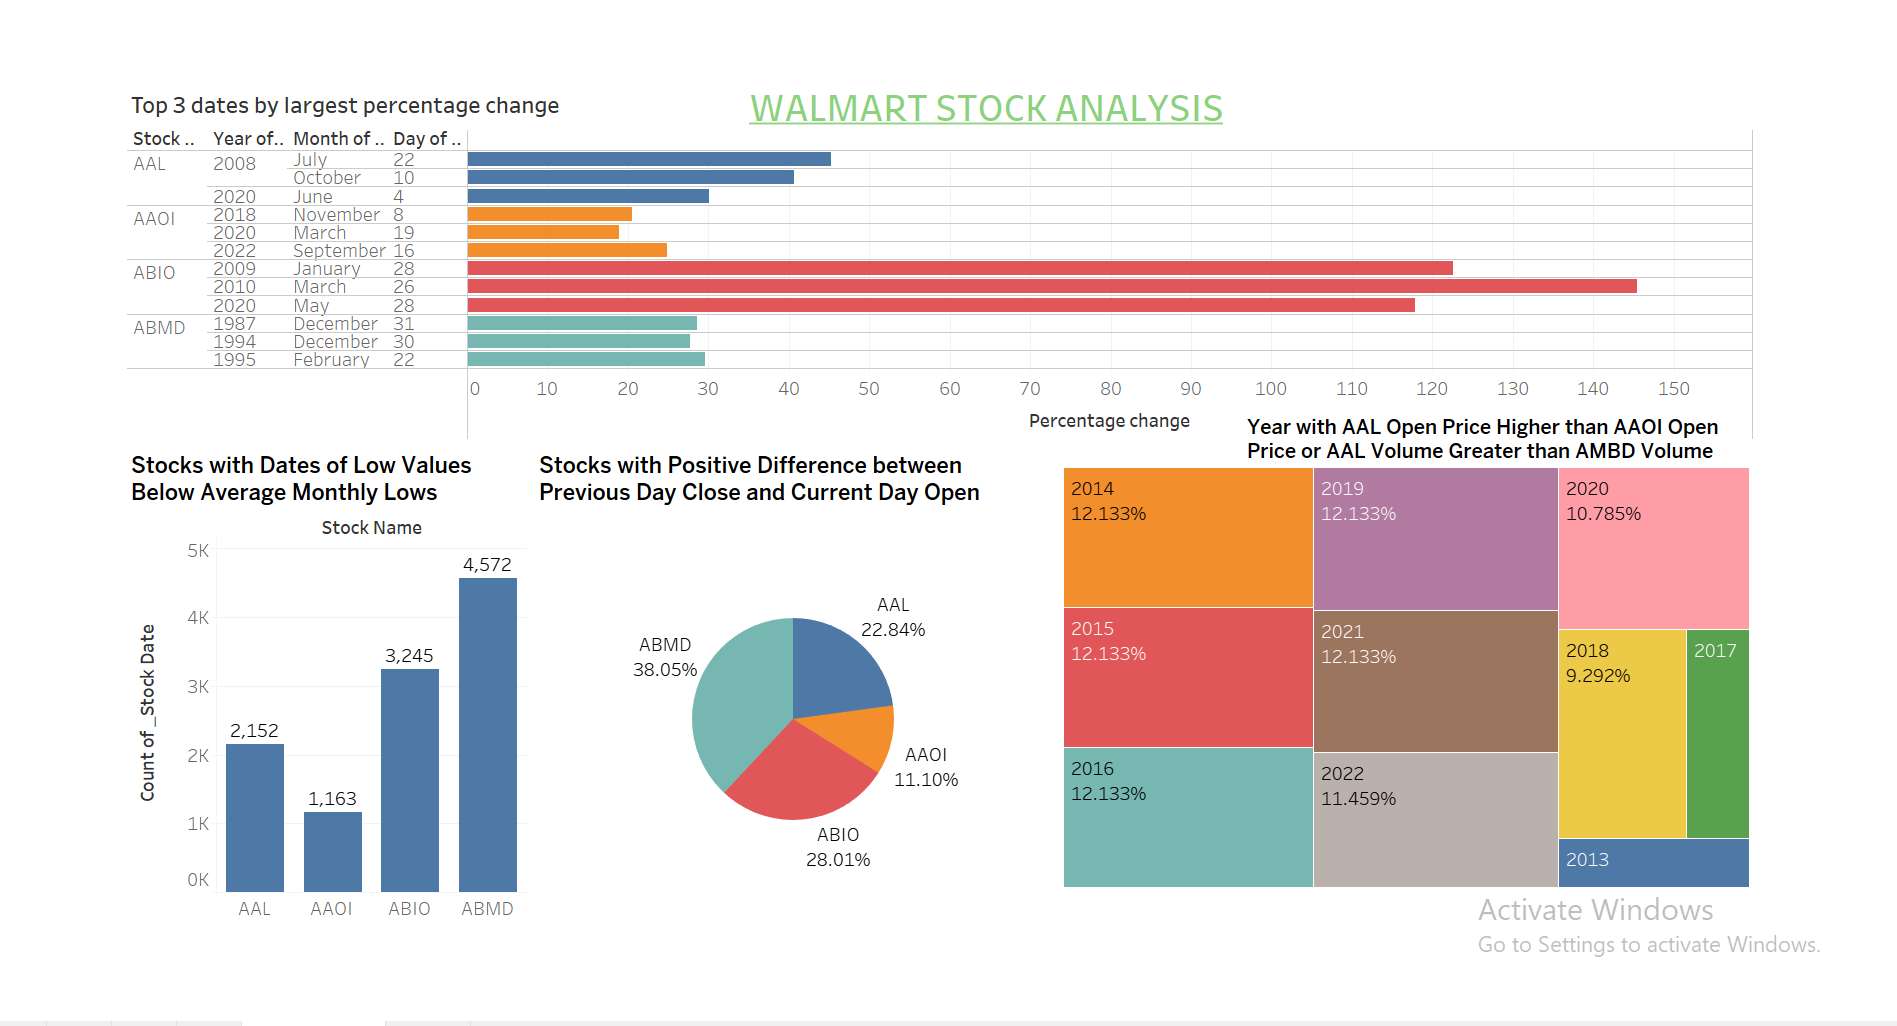 Top 3 dates by largest percentage change
WALMART STOCK ANALYSIS
Stock .. Year of.. Month of .. Day of ..
AAL 2008 July 22
October 10
2020 June 4
AAOI 2018 November 8
2020 March 19
2022 September 16
ABIO 2009 January 28
2010 March 26
2020 May 28
ABMD 1987 December 31
1994 December 30
1995 February 22
0 10 20 30 40 50 60 70 80 90 100 110 120 130 140 150
Percentage change
Stocks with Dates of Low Values
Below Average Monthly Lows
Stock Name
Count of _Stock Date
5K
4K
3K
2K
1K
0K
2,152
1,163
3,245
4,572
AAL AAOI ABIO ABMD
Stocks with Positive Difference between
Previous Day Close and Current Day Open
AAL
22.84%
ABMD
38.05%
AAOI
11.10%
ABIO
28.01%
Year with AAL Open Price Higher than AAOI Open
Price or AAL Volume Greater than AMBD Volume
2014
12.133%
2015
12.133%
2016
12.133%
2019
12.133%
2021
12.133%
2022
11.459%
2020
10.785%
2018
9.292%
2017
2013
Activate Windows
Go to Settings to activate Windows.